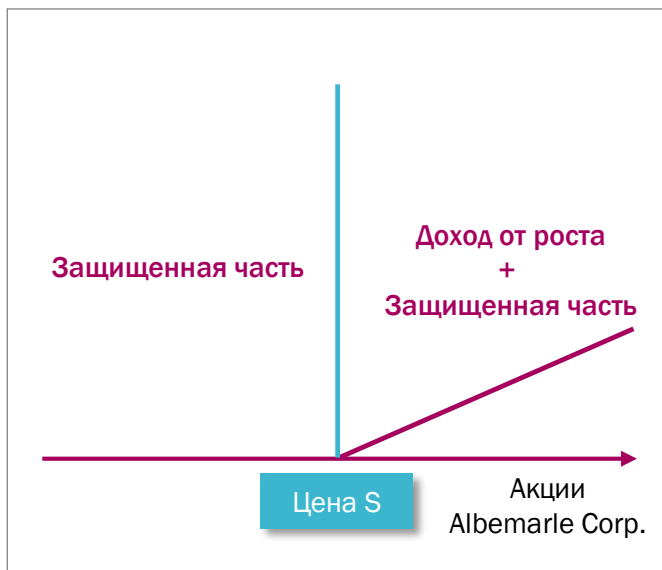 Защищенная часть
Доход от роста
+
Защищенная часть
Цена S
Акции
Albemarle Corp.